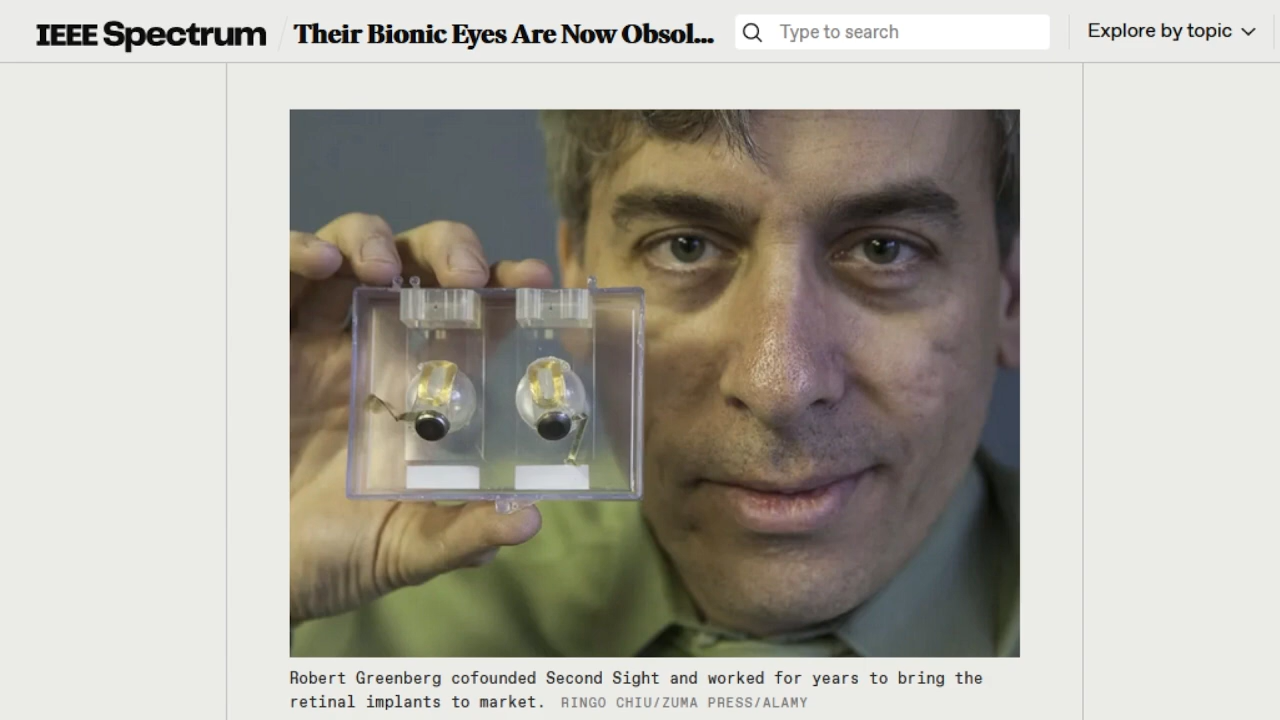 IEEE Spectrum
Their Bionic Eyes Are Now Obsol...
Type to search
Explore by topic
Robert Greenberg cofounded Second Sight and worked for years to bring the
retinal implants to market. RINGO CHIU/ZUMA PRESS/ALAMY